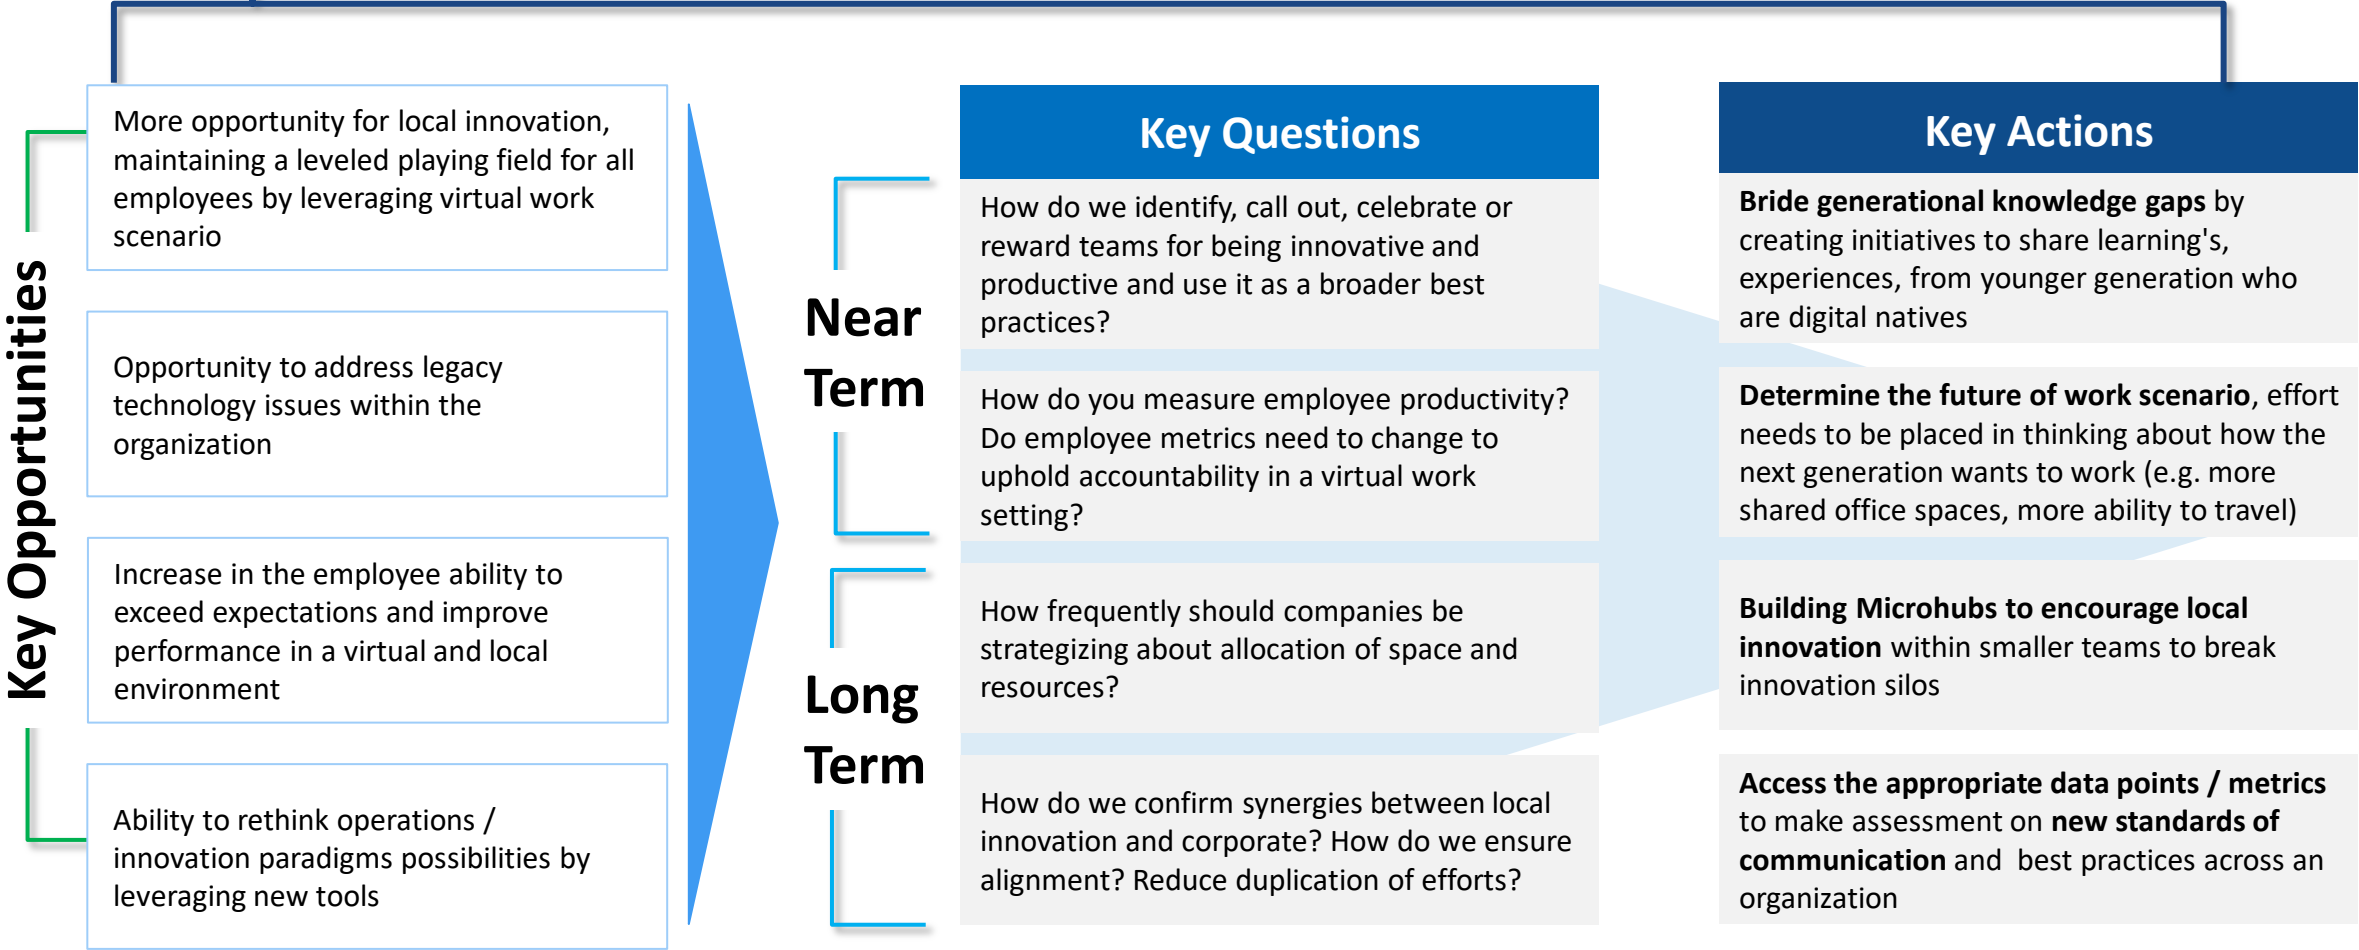 Key Opportunities
More opportunity for local innovation,
maintaining a leveled playing field for all
employees by leveraging virtual work
scenario
Opportunity to address legacy
technology issues within the
organization
Increase in the employee ability to
exceed expectations and improve
performance in a virtual and local
environment
Ability to rethink operations /
innovation paradigms possibilities by
leveraging new tools
Near
Term
Long
Term
Key Questions
How do we identify, call out, celebrate or
reward teams for being innovative and
productive and use it as a broader best
practices?
How do you measure employee productivity?
Do employee metrics need to change to
uphold accountability in a virtual work
setting?
How frequently should companies be
strategizing about allocation of space and
resources?
How do we confirm synergies between local
innovation and corporate? How do we ensure
alignment? Reduce duplication of efforts?
Key Actions
Bride generational knowledge gaps by
creating initiatives to share learning's,
experiences, from younger generation who
are digital natives
Determine the future of work scenario, effort
needs to be placed in thinking about how the
next generation wants to work (e.g. more
shared office spaces, more ability to travel)
Building Microhubs to encourage local
innovation within smaller teams to break
innovation silos
Access the appropriate data points / metrics
to make assessment on new standards of
communication and  best practices across an
organization